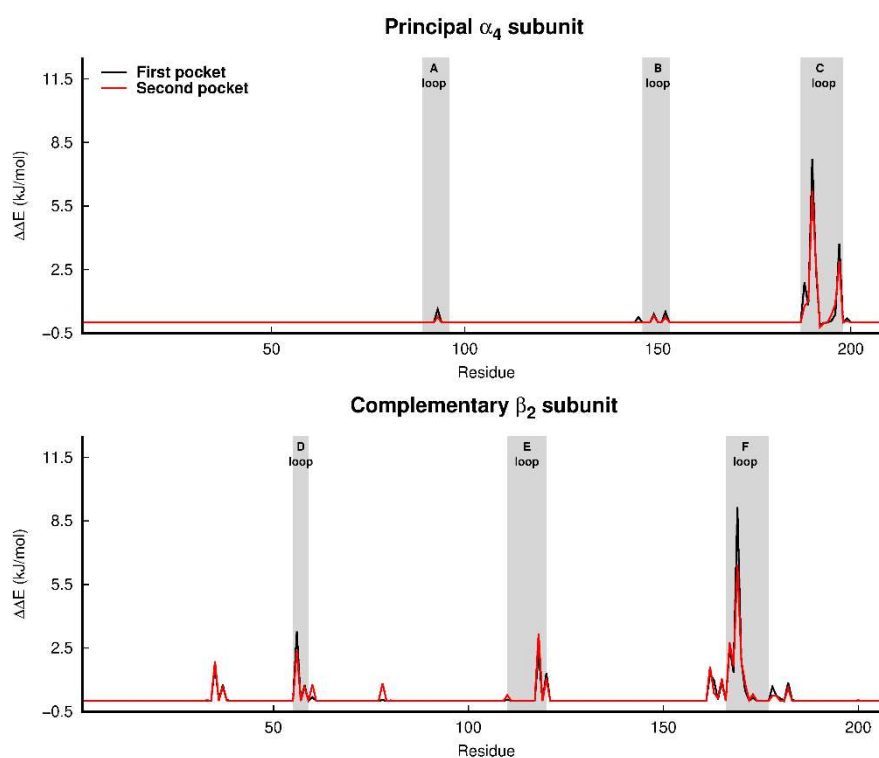 Principal α4 subunit
First pocket
Second pocket
A
loop
B
loop
C
loop
11.5
8.5
5.5
2.5
−0.5
ΔΔE (kJ/mol)
50
100
150
200
Residue
Complementary β2 subunit
D
loop
E
loop
F
loop
11.5
8.5
5.5
2.5
−0.5
ΔΔE (kJ/mol)
50
100
150
200
Residue